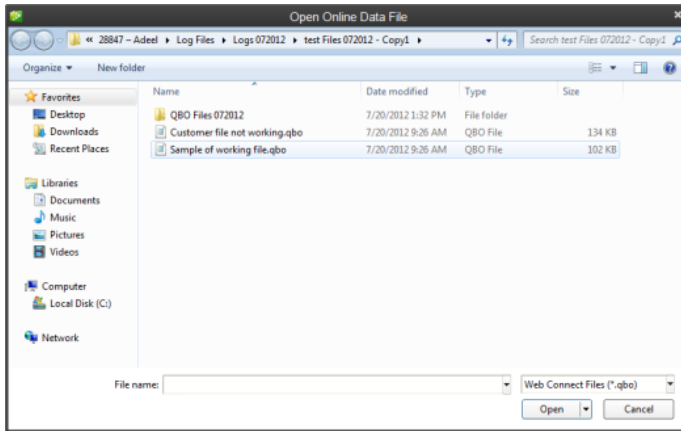 Open Online Data File
« 28847 – Adeel ▸ Log Files ▸ Logs 072012 ▸ test Files 072012 - Copy1 ▸
Search test Files 072012 - Copy1
Organize ▾ New folder
Favorites
Desktop
Downloads
Recent Places
Libraries
Documents
Music
Pictures
Videos
Computer
Local Disk (C:)
Network
Name Date modified Type Size
QBO Files 072012 7/20/2012 1:32 PM File folder
Customer file not working.qbo 7/20/2012 9:26 AM QBO File 134 KB
Sample of working file.qbo 7/20/2012 9:26 AM QBO File 102 KB
File name:
Web Connect Files (*.qbo)
Open Cancel